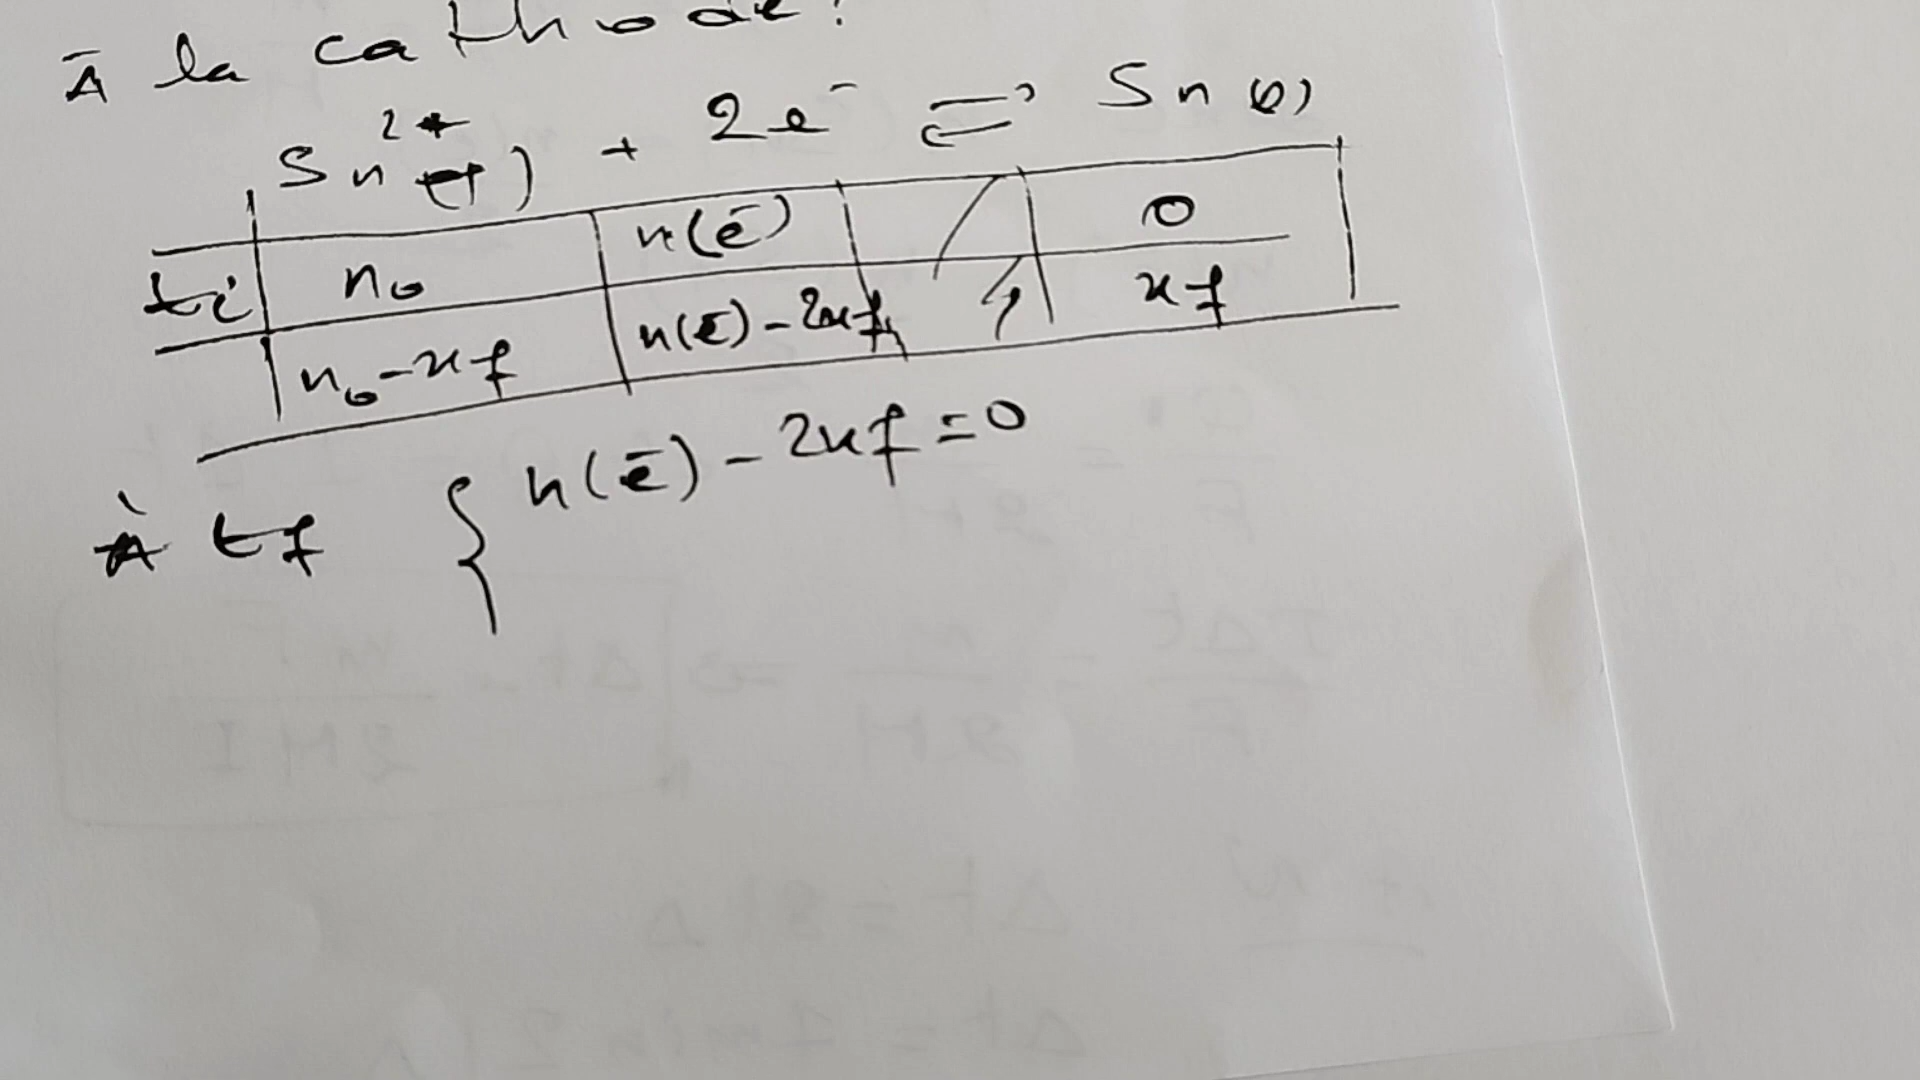 À la cathode:
Sn²⁺(aq) + 2e⁻ ⇌ Sn(s)
ti n₀ n(e⁻) / 0
n₀-xf n(e⁻)-2xf / xf
À tf { n(e⁻) - 2xf = 0